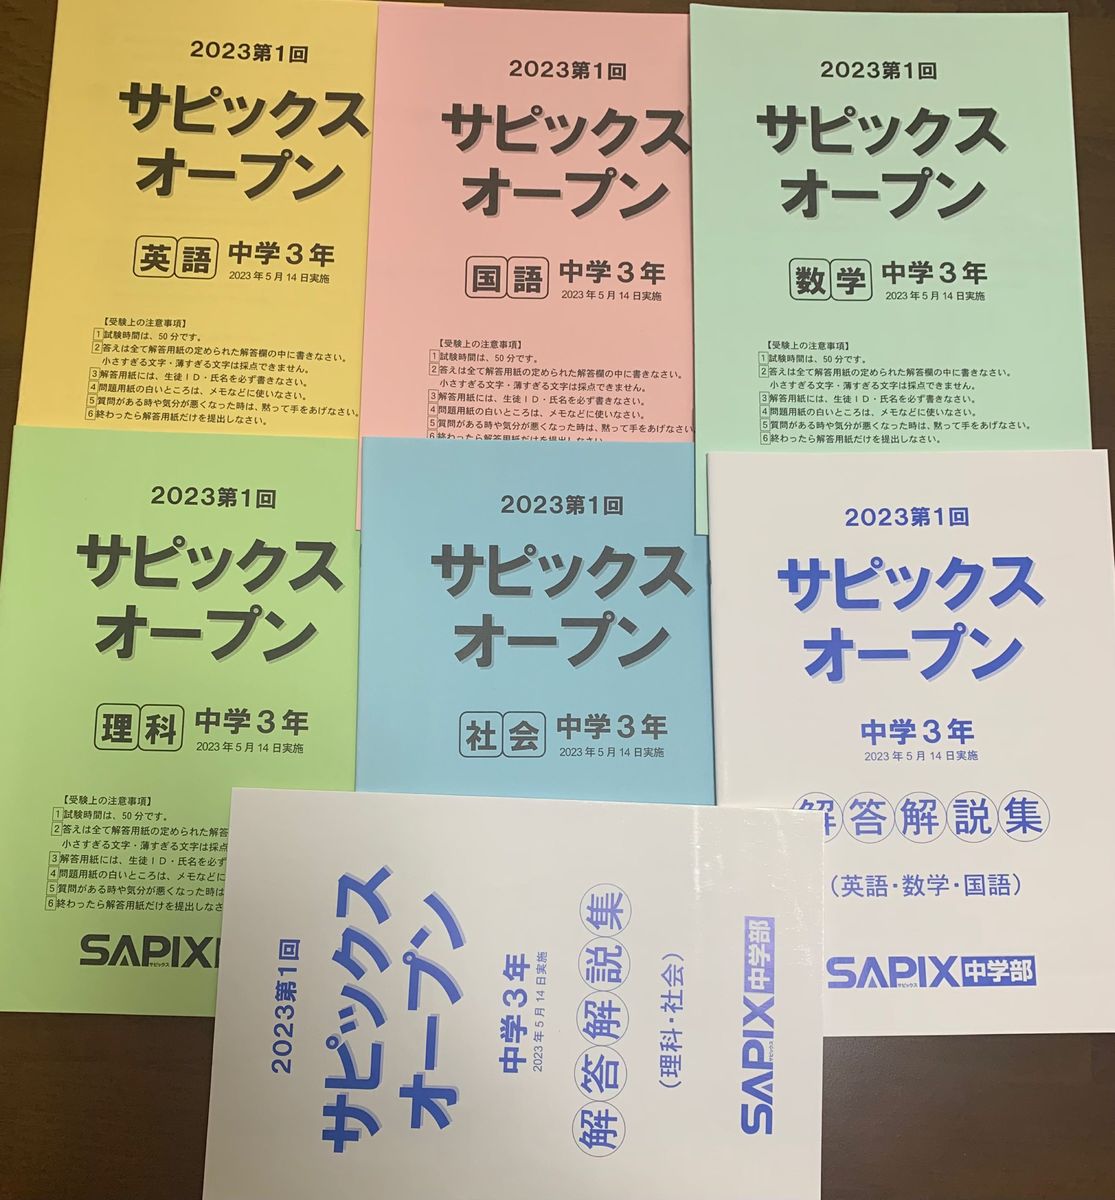 2023第1回
サピックス
オープン
英語 中学3年
2023年5月14日実施
【受験上の注意事項】
1 試験時間は、50分です。
2 答えは全て解答用紙の定められた解答欄の中に書きなさい。
小さすぎる文字・薄すぎる文字は採点できません。
3 解答用紙には、生徒ID・氏名を必ず書きなさい。
4 問題用紙の白いところは、メモなどに使いなさい。
5 質問がある時や気分が悪くなった時は、黙って手をあげなさい。
6 終わったら解答用紙だけを提出しなさい。
2023第1回
サピックス
オープン
国語 中学3年
2023年5月14日実施
【受験上の注意事項】
1 試験時間は、50分です。
2 答えは全て解答用紙の定められた解答欄の中に書きなさい。
小さすぎる文字・薄すぎる文字は採点できません。
3 解答用紙には、生徒ID・氏名を必ず書きなさい。
4 問題用紙の白いところは、メモなどに使いなさい。
5 質問がある時や気分が悪くなった時は、黙って手をあげなさい
6 終わったら解答用紙だけを提出しなさい
2023第1回
サピックス
オープン
数学 中学3年
2023年5月14日実施
【受験上の注意事項】
1 試験時間は、50分です。
2 答えは全て解答用紙の定められた解答欄の中に書きなさい。
小さすぎる文字・薄すぎる文字は採点できません。
3 解答用紙には、生徒ID・氏名を必ず書きなさい。
4 問題用紙の白いところは、メモなどに使いなさい。
5 質問がある時や気分が悪くなった時は、黙って手をあげなさい。
6 終わったら解答用紙だけを提出しなさい。
2023第1回
サピックス
オープン
理科 中学3年
2023年5月14日実施
【受験上の注意事項】
1 試験時間は、50分です。
2 答えは全て解答用紙の定められた解答
小さすぎる文字・薄すぎる文字は採点
3 解答用紙には、生徒ID・氏名を必ず
4 問題用紙の白いところは、メモなどに
5 質問がある時や気分が悪くなった時は
6 終わったら解答用紙だけを提出しなさ
SAPIX
サピックス
2023第1回
サピックス
オープン
社会 中学3年
2023年5月14日実施
2023第1回
サピックス
オープン
中学3年
2023年5月14日実施
解答解説集
(英語・数学・国語)
SAPIX中学部
サピックス
2023第1回
サピックス
オープン
中学3年
2023年5月14日実施
解答解説集
(理科・社会)
SAPIX中学部
サピックス